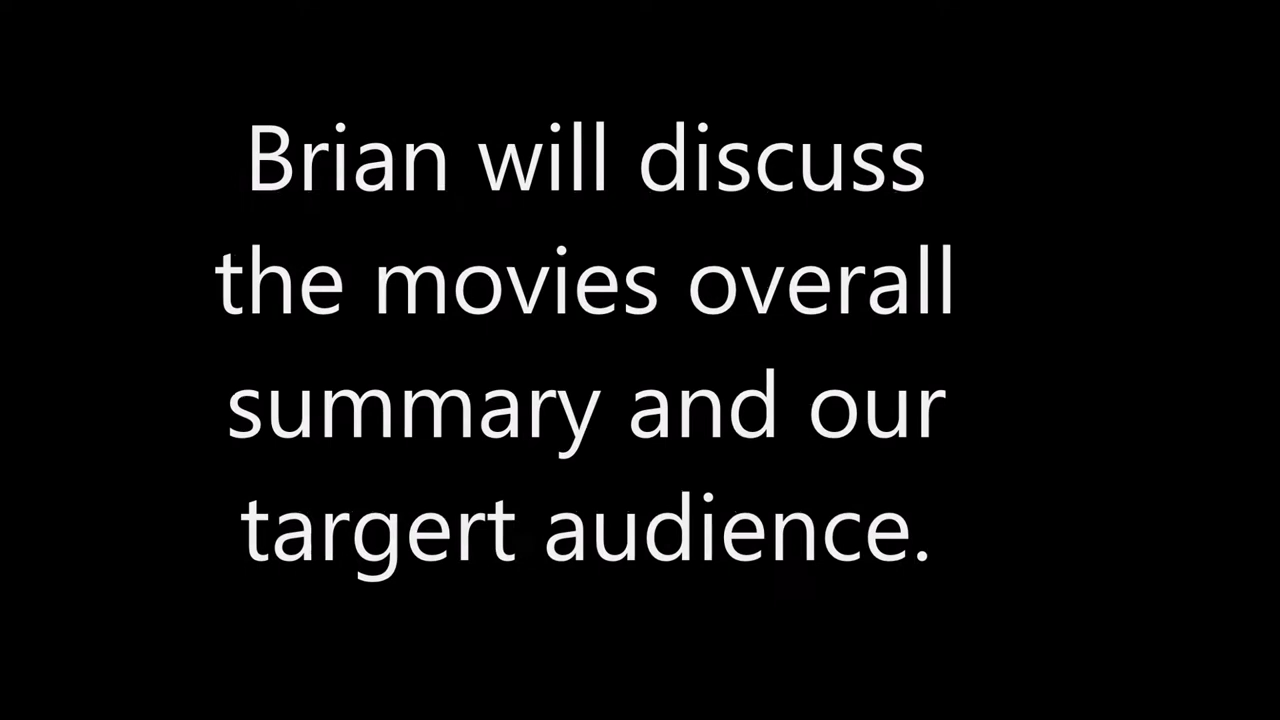 Brian will discuss
the movies overall
summary and our
targert audience.